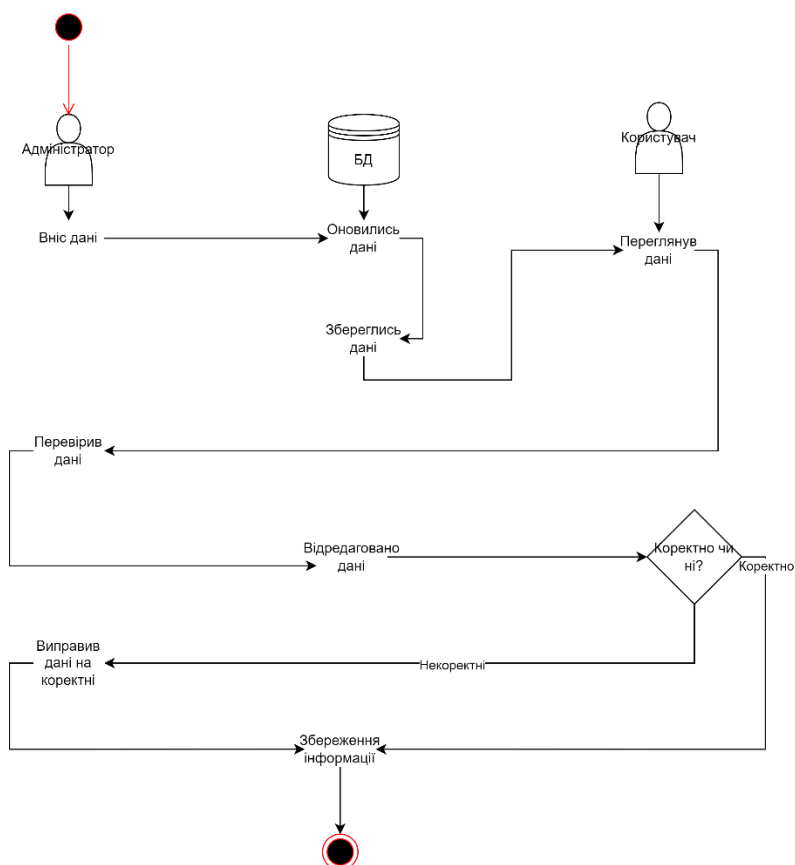 Адміністратор
БД
Користувач
Вніс дані
Оновились
дані
Переглянув
дані
Збереглись
дані
Перевірив
дані
Відредаговано
дані
Коректно чи
ні?
Коректно
Виправив
дані на
коректні
Некоректні
Збереження
інформації